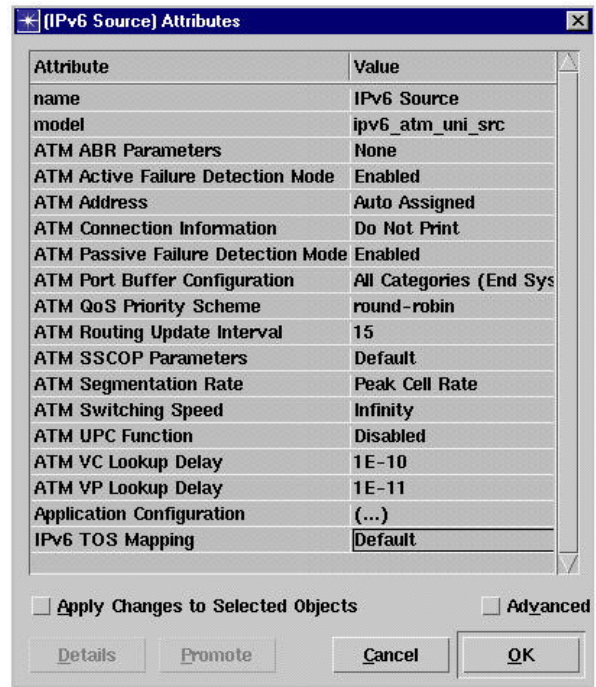 (IPv6 Source) Attributes
Attribute Value
name IPv6 Source
model ipv6_atm_uni_src
ATM ABR Parameters None
ATM Active Failure Detection Mode Enabled
ATM Address Auto Assigned
ATM Connection Information Do Not Print
ATM Passive Failure Detection Mode Enabled
ATM Port Buffer Configuration All Categories (End Sys
ATM QoS Priority Scheme round-robin
ATM Routing Update Interval 15
ATM SSCOP Parameters Default
ATM Segmentation Rate Peak Cell Rate
ATM Switching Speed Infinity
ATM UPC Function Disabled
ATM VC Lookup Delay 1E-10
ATM VP Lookup Delay 1E-11
Application Configuration (...)
IPv6 TOS Mapping Default
Apply Changes to Selected Objects Advanced
Details Promote Cancel OK